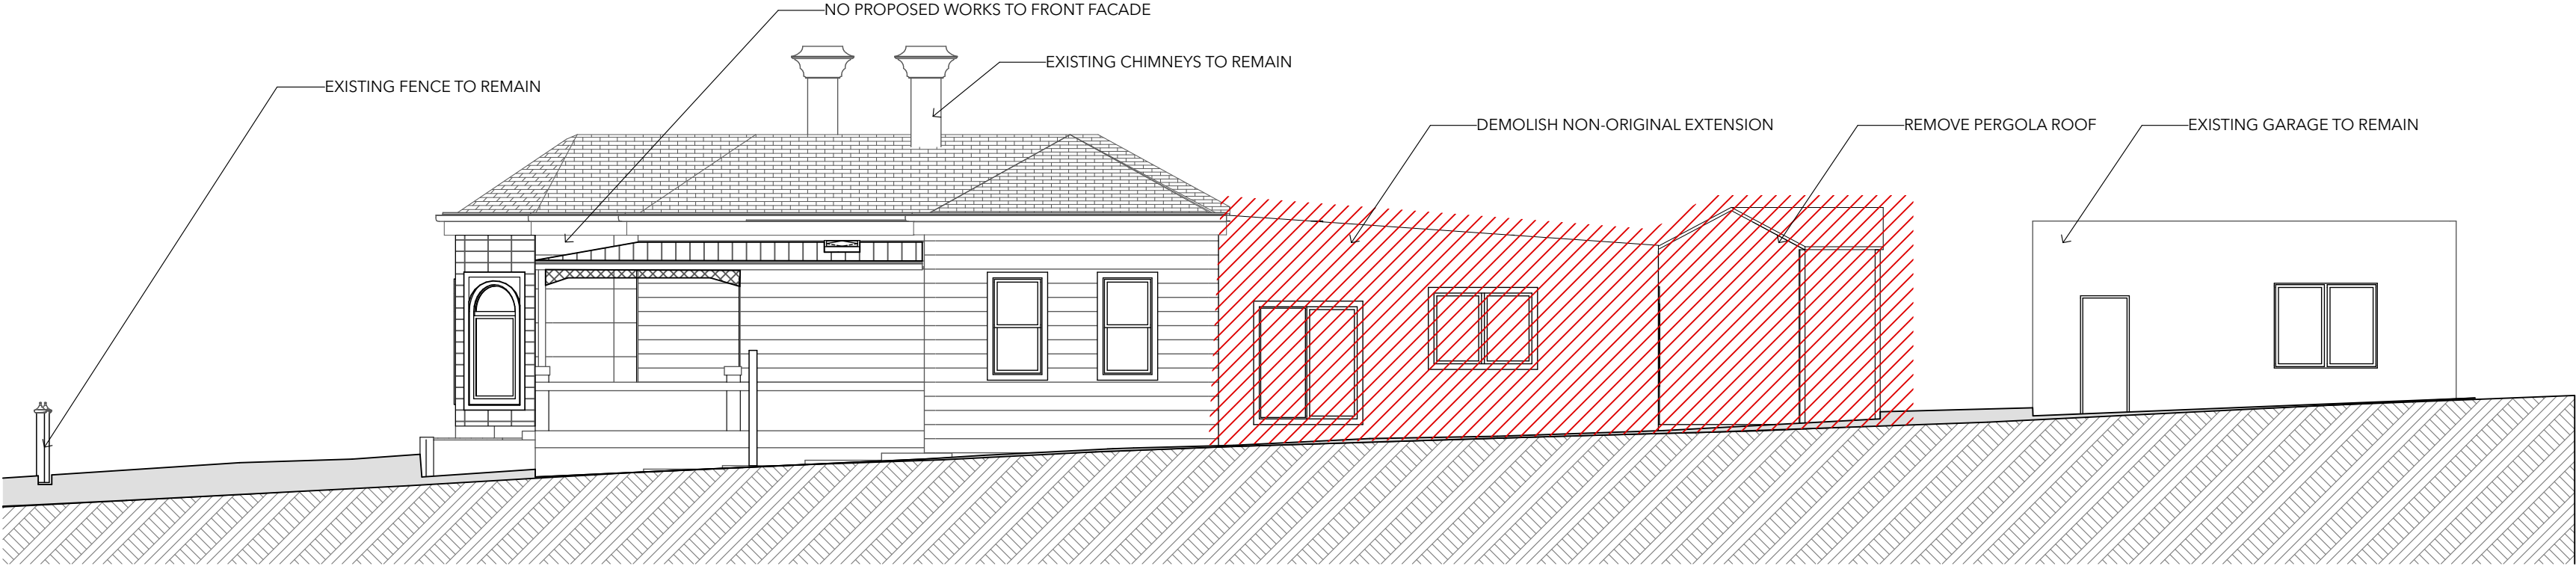 NO PROPOSED WORKS TO FRONT FACADE
EXISTING CHIMNEYS TO REMAIN
EXISTING FENCE TO REMAIN
DEMOLISH NON-ORIGINAL EXTENSION
REMOVE PERGOLA ROOF
EXISTING GARAGE TO REMAIN